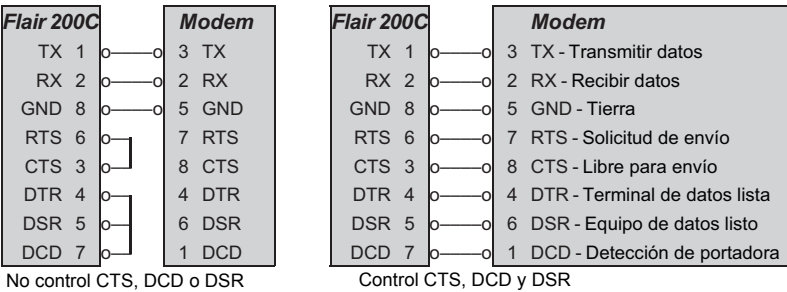 Flair 200C Modem
TX 1 3 TX
RX 2 2 RX
GND 8 5 GND
RTS 6 7 RTS
CTS 3 8 CTS
DTR 4 4 DTR
DSR 5 6 DSR
DCD 7 1 DCD
No control CTS, DCD o DSR
Flair 200C Modem
TX 1 3 TX - Transmitir datos
RX 2 2 RX - Recibir datos
GND 8 5 GND - Tierra
RTS 6 7 RTS - Solicitud de envío
CTS 3 8 CTS - Libre para envío
DTR 4 4 DTR - Terminal de datos lista
DSR 5 6 DSR - Equipo de datos listo
DCD 7 1 DCD - Detección de portadora
Control CTS, DCD y DSR